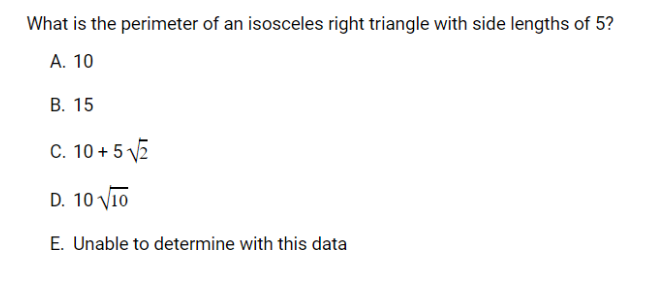 What is the perimeter of an isosceles right triangle with side lengths of 5?
A. 10
B. 15
C. 10 + 5 √2
D. 10 √10
E. Unable to determine with this data